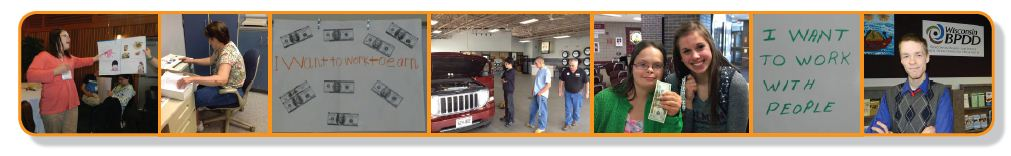 I Want to work to earn
I WANT
TO WORK
WITH
PEOPLE
Wisconsin
BPDD